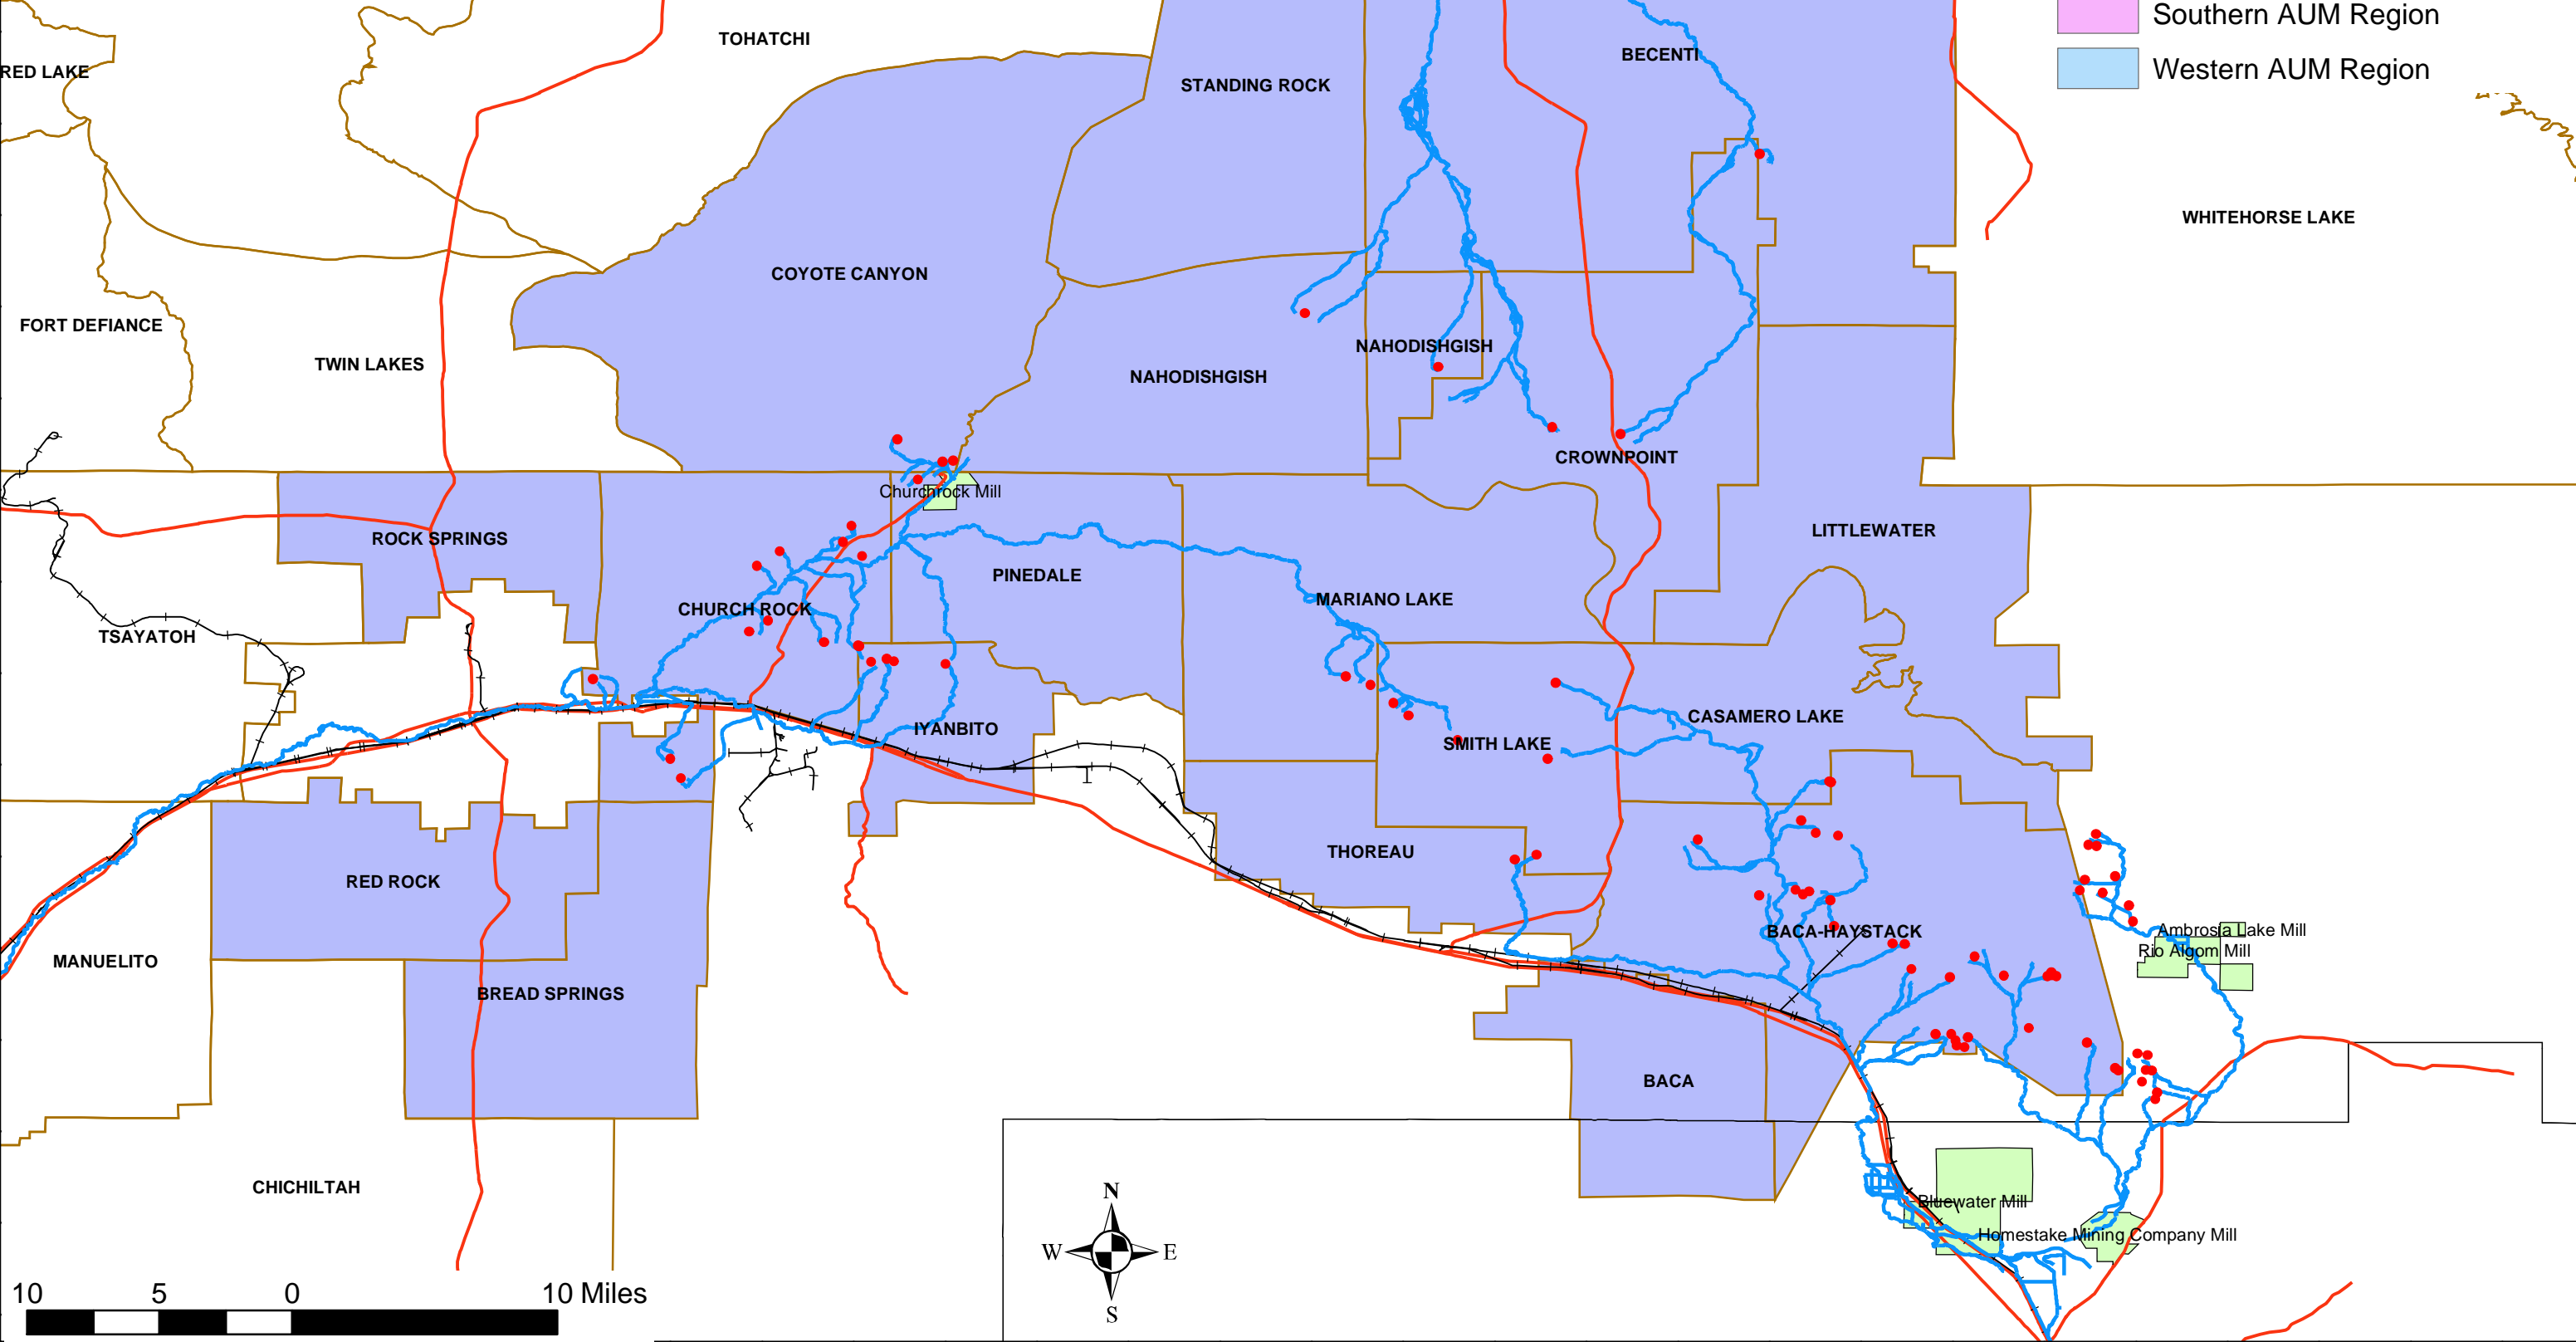 Southern AUM Region
TOHATCHI
BECENTI
RED LAKE
Western AUM Region
STANDING ROCK
WHITEHORSE LAKE
COYOTE CANYON
FORT DEFIANCE
NAHODISHGISH
TWIN LAKES
NAHODISHGISH
CROWNPOINT
Churchrock Mill
LITTLEWATER
ROCK SPRINGS
PINEDALE
MARIANO LAKE
CHURCH ROCK
TSAYATOH
CASAMERO LAKE
IYANBITO
SMITH LAKE
THOREAU
RED ROCK
Ambrosia Lake Mill
BACA-HAYSTACK
Rio Algom Mill
MANUELITO
BREAD SPRINGS
BACA
CHICHILTAH
N
Bluewater Mill
Homestake Mining Company Mill
W E
S
10 5 0 10 Miles